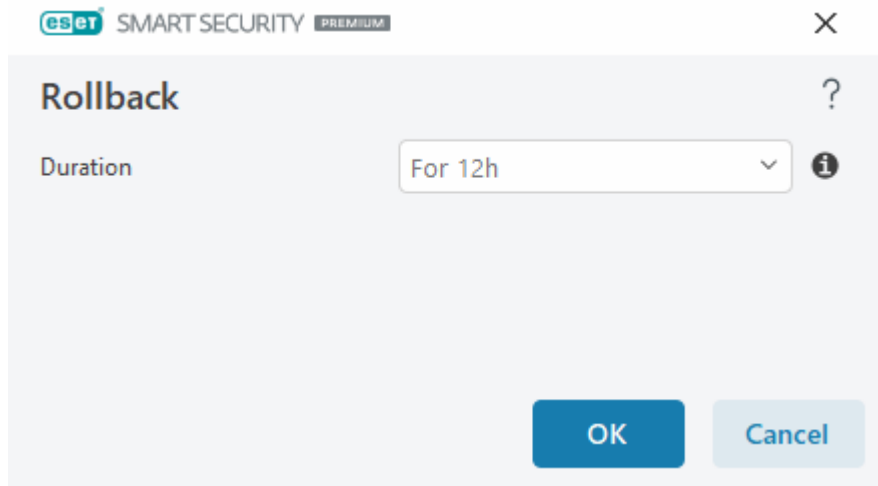 eset SMART SECURITY PREMIUM
Rollback ?
Duration For 12h
OK Cancel